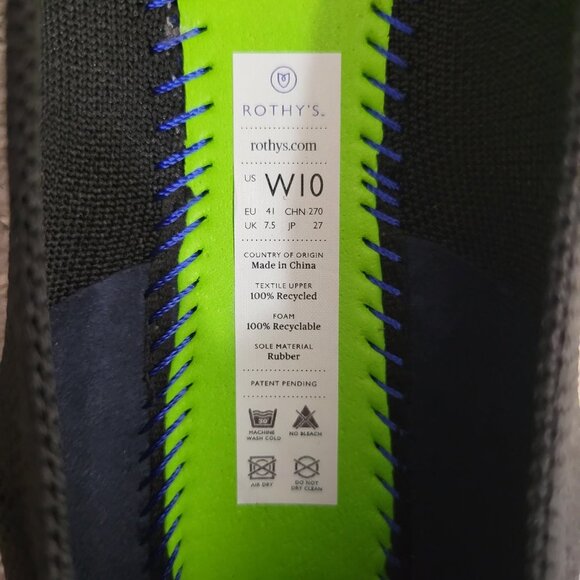 ROTHY'S™
rothys.com
US W10
EU 41 CHN 270
UK 7.5 JP 27
COUNTRY OF ORIGIN
Made in China
TEXTILE UPPER
100% Recycled
FOAM
100% Recyclable
SOLE MATERIAL
Rubber
PATENT PENDING
30
MACHINE NO BLEACH
WASH COLD
AIR DRY DO NOT
DRY CLEAN